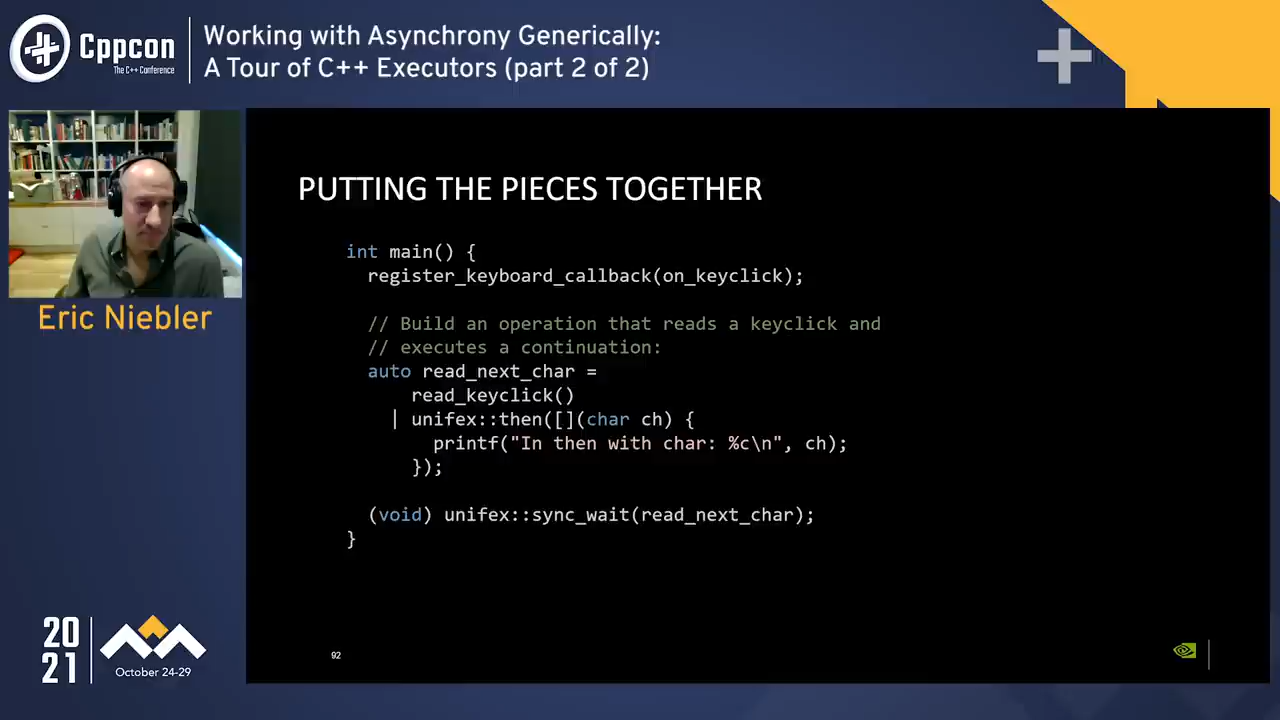 Cppcon
The C++ Conference
Working with Asynchrony Generically:
A Tour of C++ Executors (part 2 of 2)
Eric Niebler
PUTTING THE PIECES TOGETHER
int main() {
register_keyboard_callback(on_keyclick);
// Build an operation that reads a keyclick and
// executes a continuation:
auto read_next_char =
read_keyclick()
| unifex::then([](char ch) {
printf("In then with char: %c\n", ch);
});
(void) unifex::sync_wait(read_next_char);
}
92
20
21
October 24-29